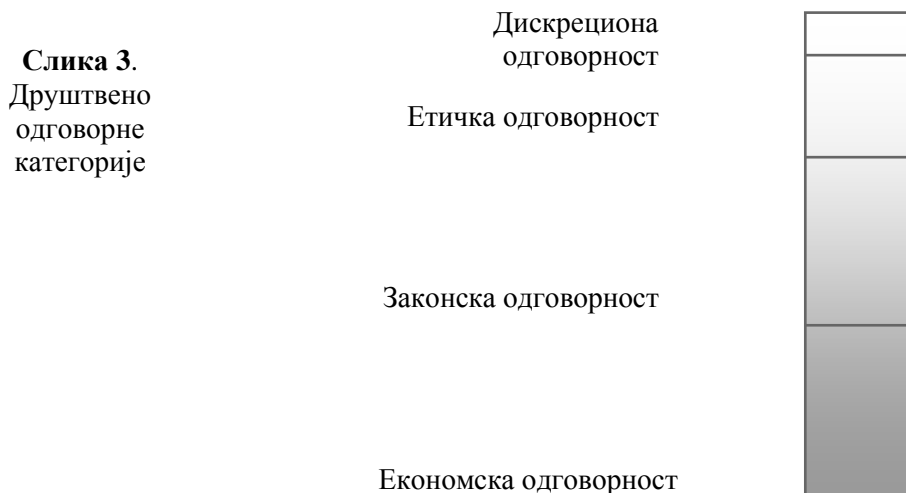 Слика 3.
Друштвено
одговорне
категорије
Дискрециона
одговорност
Етичка одговорност
Законска одговорност
Економска одговорност